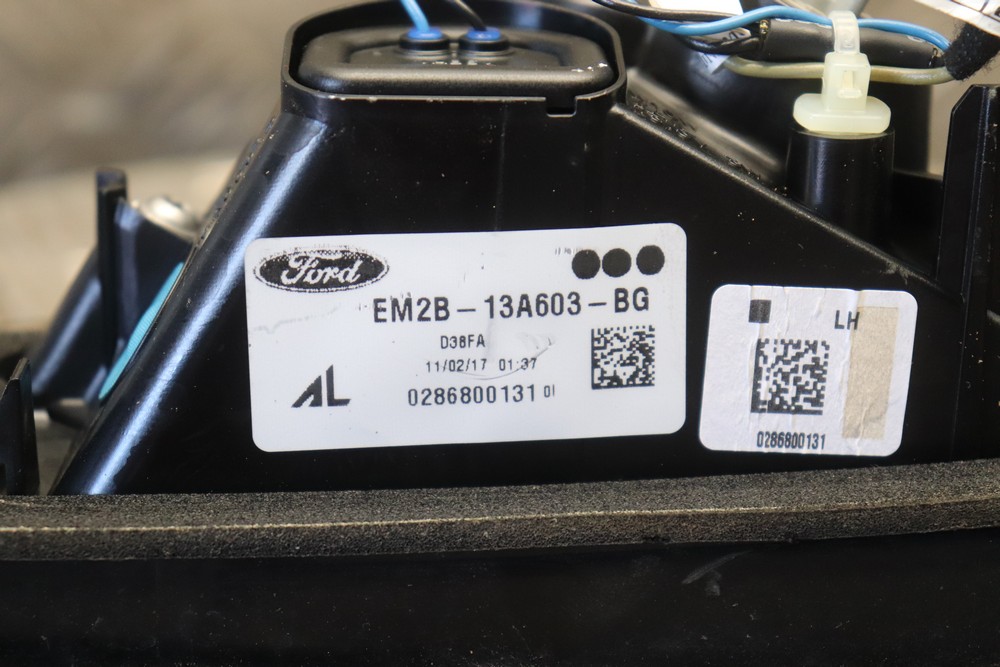 Ford
EM2B-13A603-BG
D38FA
11/02/17 01:37
AL
0286800131 01
LH
0286800131